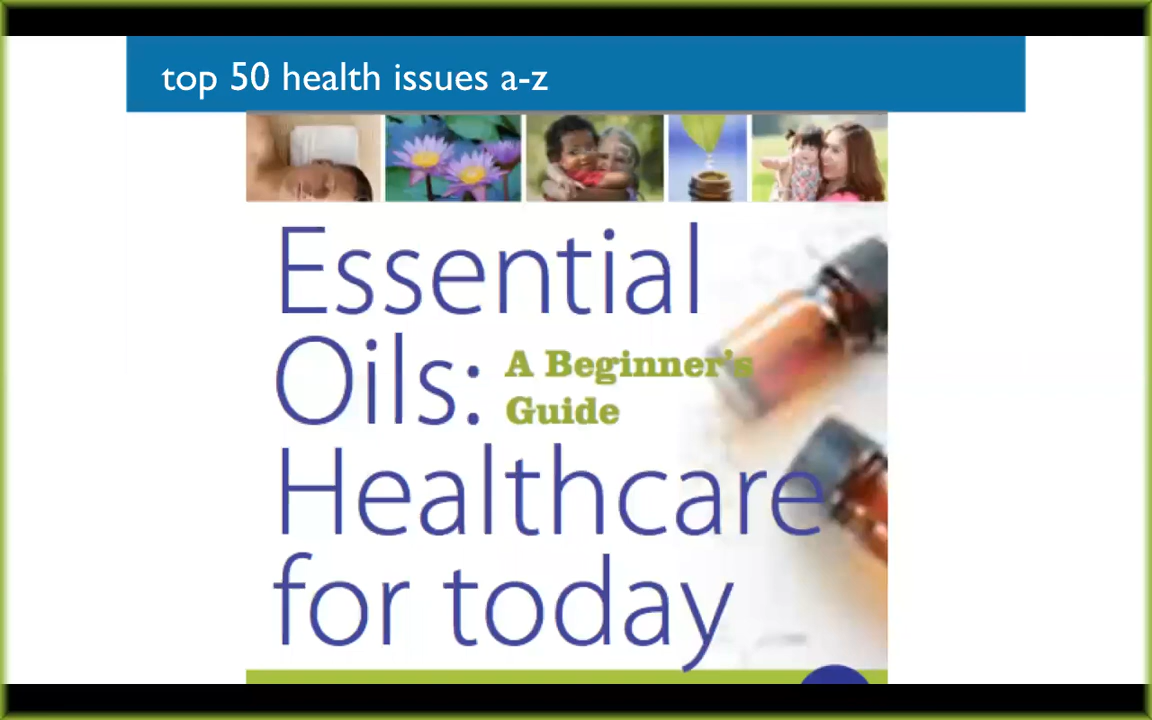 top 50 health issues a-z
Essential
Oils: A Beginner's
Guide
Healthcare
for today